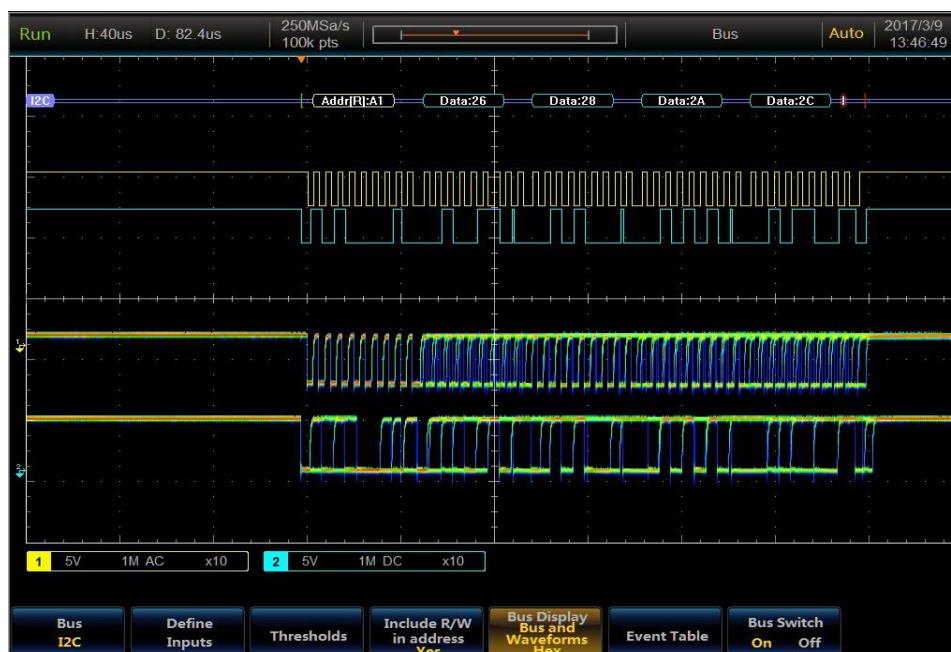 Run H:40us D: 82.4us 250MSa/s 100k pts Bus Auto 2017/3/9 13:46:49
I2C Addr[R]:A1 Data:26 Data:28 Data:2A Data:2C
1
2
1 5V 1M AC x10 2 5V 1M DC x10
Bus I2C
Define Inputs
Thresholds
Include R/W in address Yes
Bus Display Bus and Waveforms Hex
Event Table
Bus Switch On Off